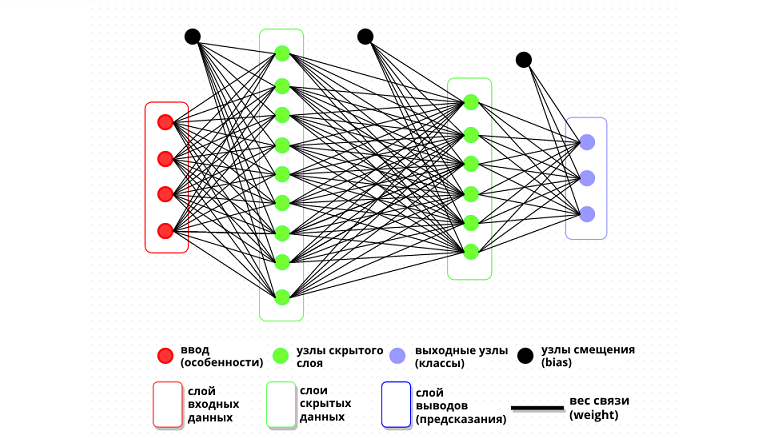 ввод
(особенности)
узлы скрытого
слоя
выходные узлы
(классы)
узлы смещения
(bias)
слой
входных
данных
слои
скрытых
данных
слой
выводов
(предсказания)
вес связи
(weight)